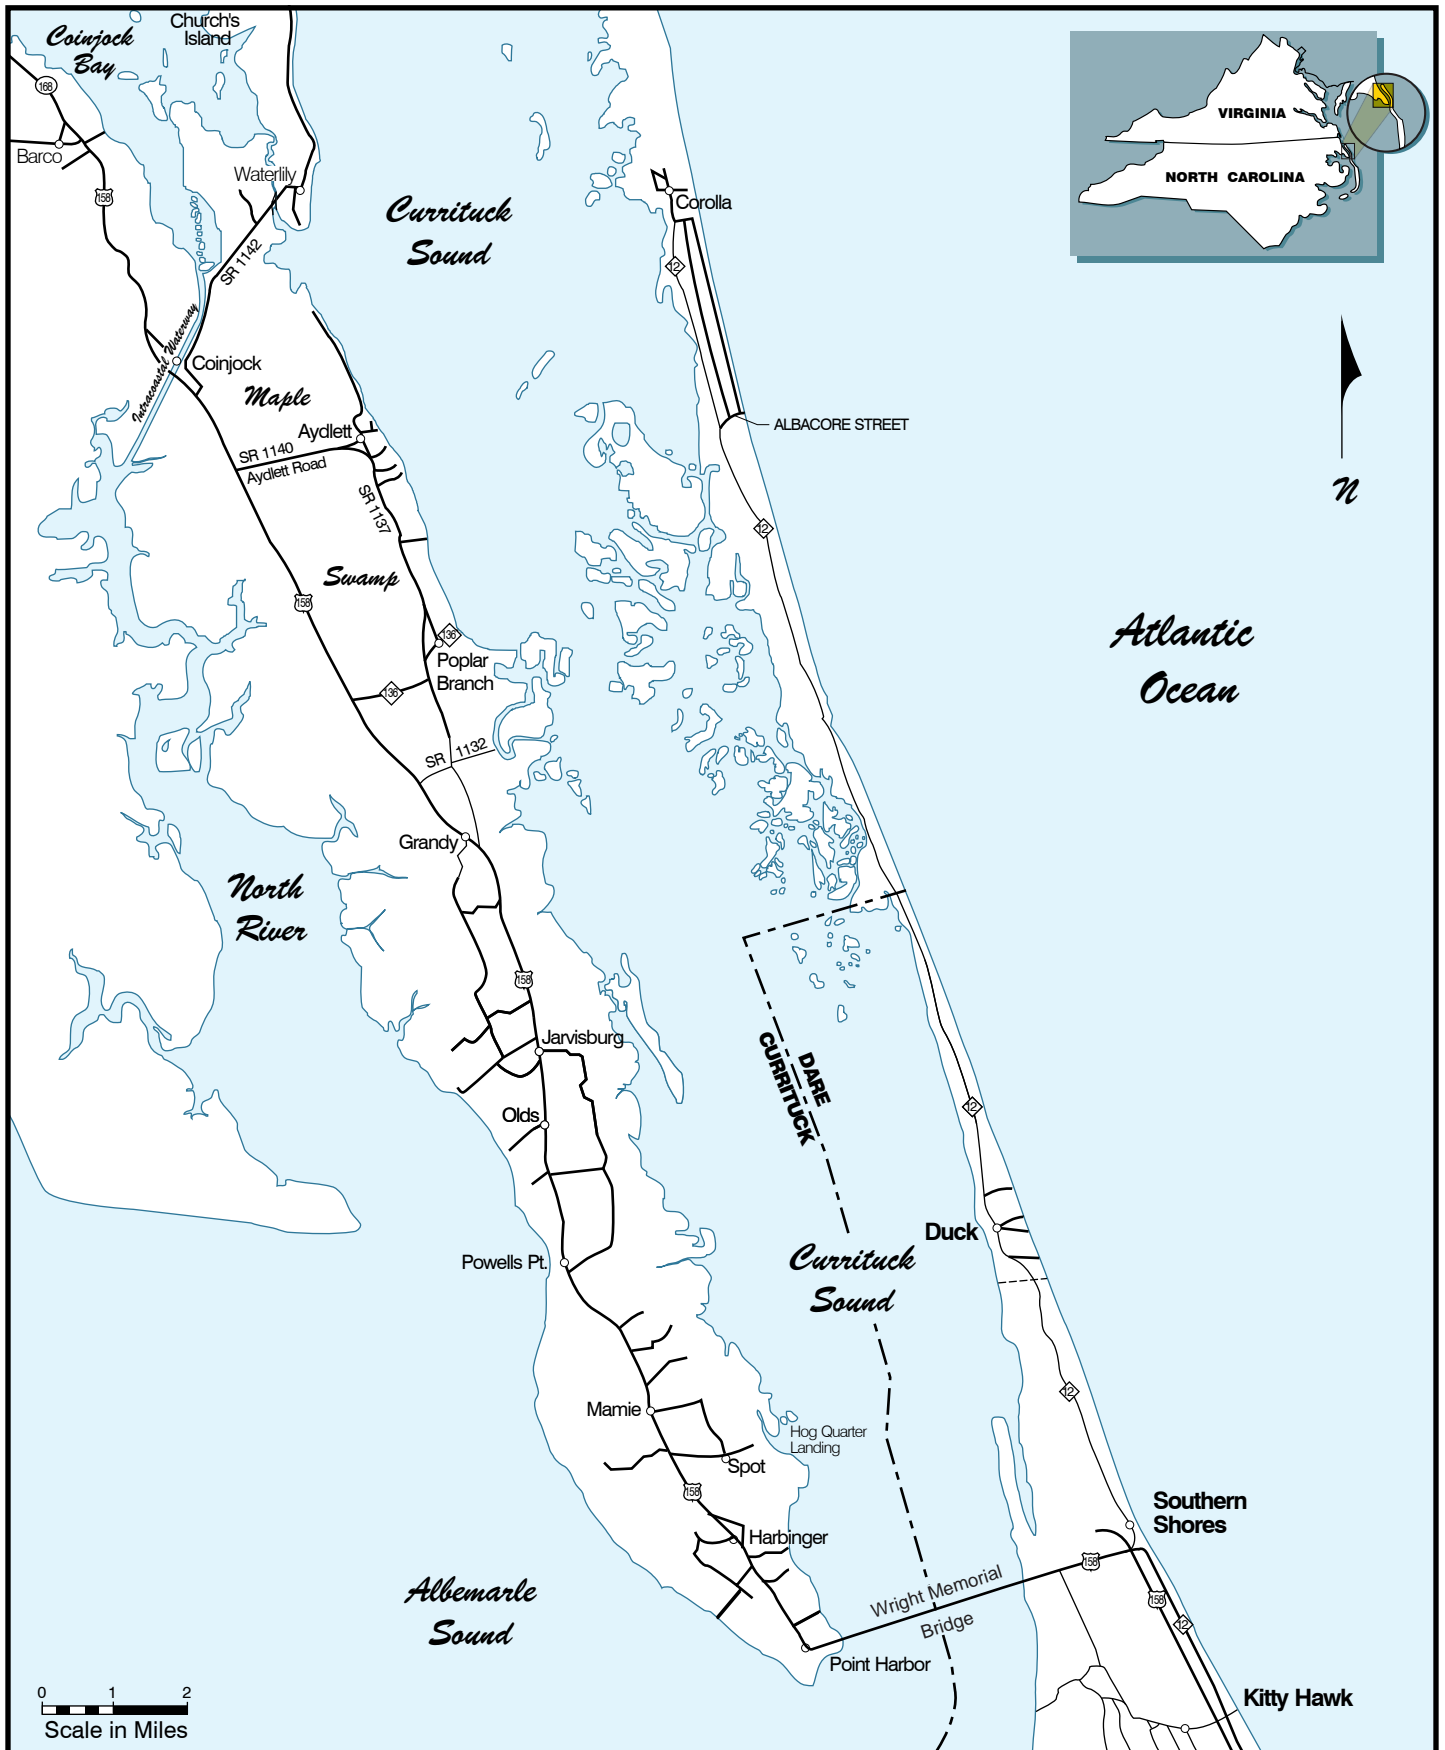 Church's
Island
Coinjock
Bay
168
Barco
158
Waterlily
SR 1142
Currituck
Sound
Corolla
12
VIRGINIA
NORTH CAROLINA
Intracoastal Waterway
Coinjock
Maple
Aydlett
SR 1140
Aydlett Road
SR 1137
ALBACORE STREET
N
12
Swamp
158
136
Poplar
Branch
136
Atlantic
Ocean
SR 1132
Grandy
North
River
158
Jarvisburg
DARE
CURRITUCK
12
Olds
Duck
Powells Pt.
Currituck
Sound
12
Mamie
Hog Quarter
Landing
Spot
158
Southern
Shores
Harbinger
158
Wright Memorial
Bridge
158
12
Albemarle
Sound
Point Harbor
Kitty Hawk
0 1 2
Scale in Miles